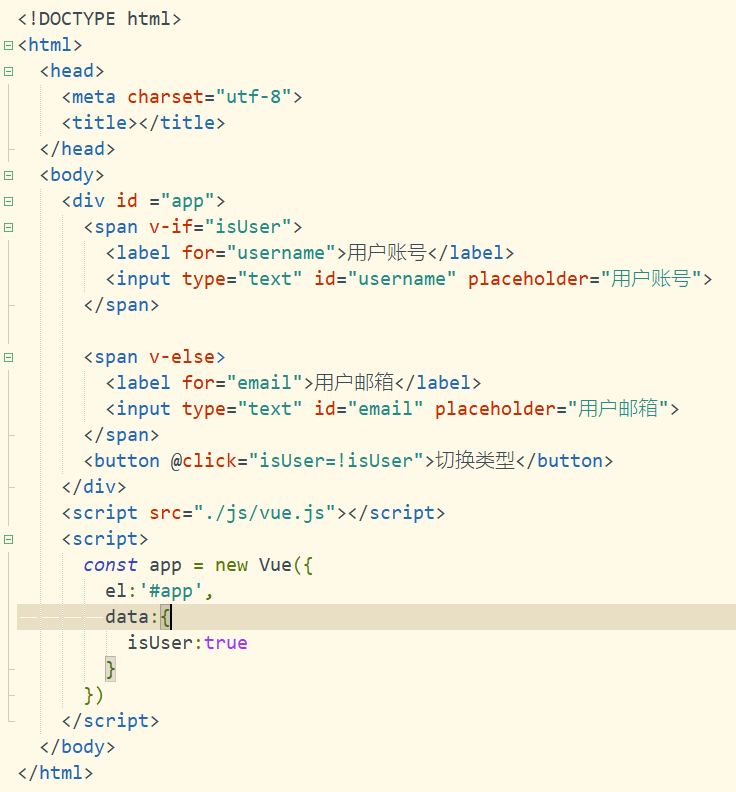 <!DOCTYPE html>
<html>
<head>
<meta charset="utf-8">
<title></title>
</head>
<body>
<div id ="app">
<span v-if="isUser">
<label for="username">用户账号</label>
<input type="text" id="username" placeholder="用户账号">
</span>
<span v-else>
<label for="email">用户邮箱</label>
<input type="text" id="email" placeholder="用户邮箱">
</span>
<button @click="isUser=!isUser">切换类型</button>
</div>
<script src="./js/vue.js"></script>
<script>
const app = new Vue({
el:'#app',
data:{
isUser:true
}
})
</script>
</body>
</html>